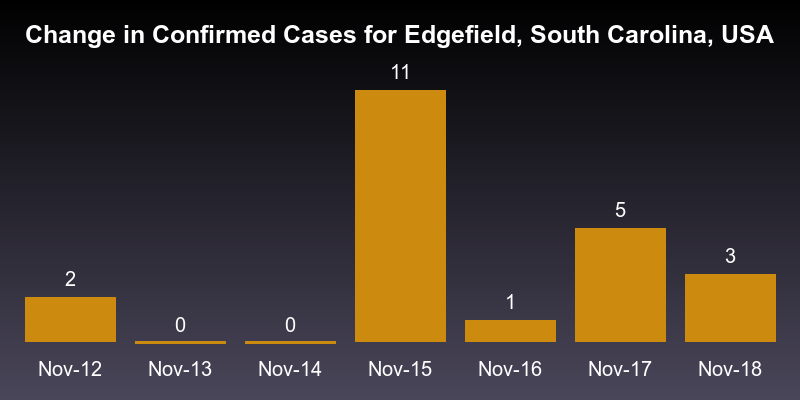 Change in Confirmed Cases for Edgefield, South Carolina, USA
11
5
3
2
1
0
0
Nov-12
Nov-13
Nov-14
Nov-15
Nov-16
Nov-17
Nov-18